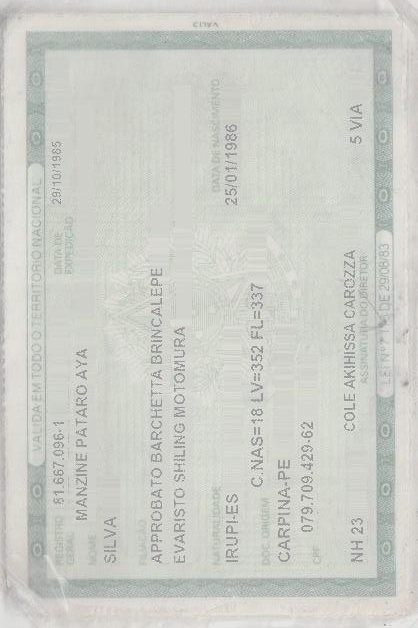 VÁLIDA EM TODO O TERRITÓRIO NACIONAL
REGISTRO GERAL 81.667.096-1 DATA DE EXPEDIÇÃO 29/10/1985
NOME MANZINE PATARO AYA
SILVA
FILIAÇÃO
APPROBATO BARCHETTA BRINCALEPE
EVARISTO SHILING MOTOMURA
NATURALIDADE DATA DE NASCIMENTO
IRUPI-ES 25/01/1986
DOC. ORIGEM C.NAS=18 LV=352 FL=337
CARPINA-PE
CPF 079.709.429-62
NH 23 COLE AKIHISSA CAROZZA 5 VIA
ASSINATURA DO DIRETOR
LEI Nº DE 29/08/83